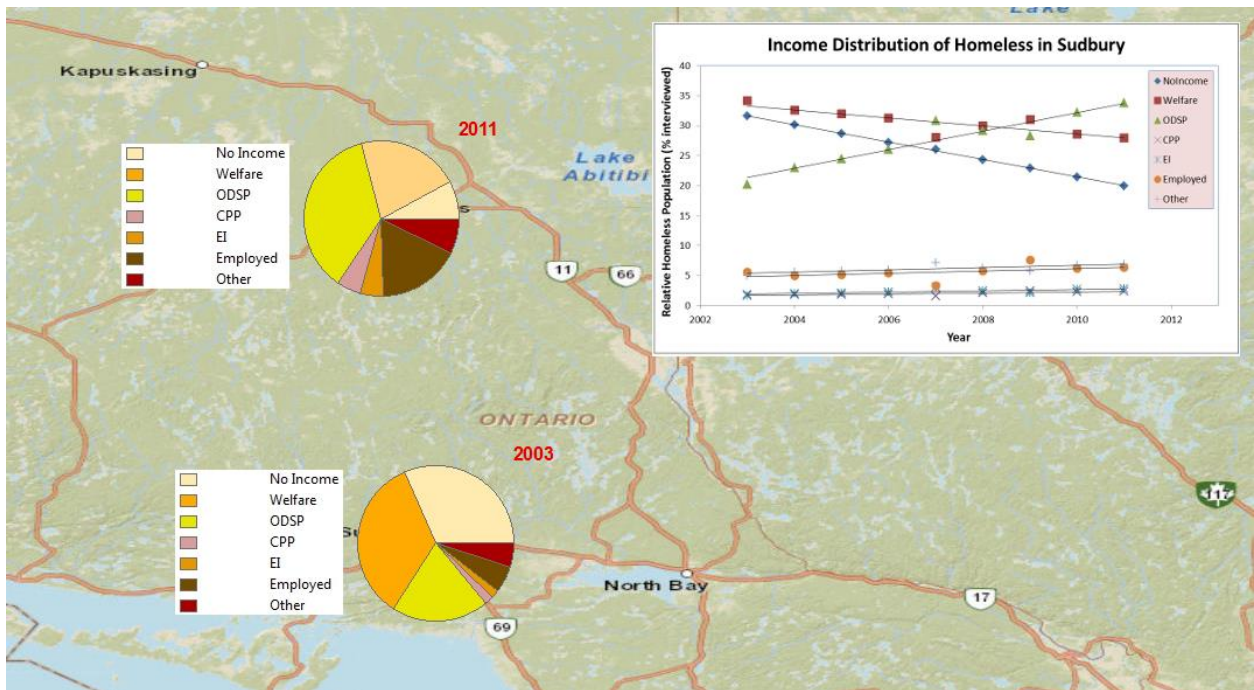 Lake
Kapuskasing
2011
No Income
Welfare
ODSP
CPP
EI
Employed
Other
s
Lake
Abitibi
11
66
Income Distribution of Homeless in Sudbury
Relative Homeless Population (% interviewed)
40
35
30
25
20
15
10
5
0
2002
2004
2006
2008
2010
2012
Year
NoIncome
Welfare
ODSP
CPP
EI
Employed
Other
ONTARIO
2003
No Income
Welfare
ODSP
CPP
EI
Employed
Other
Su
North Bay
69
17
117